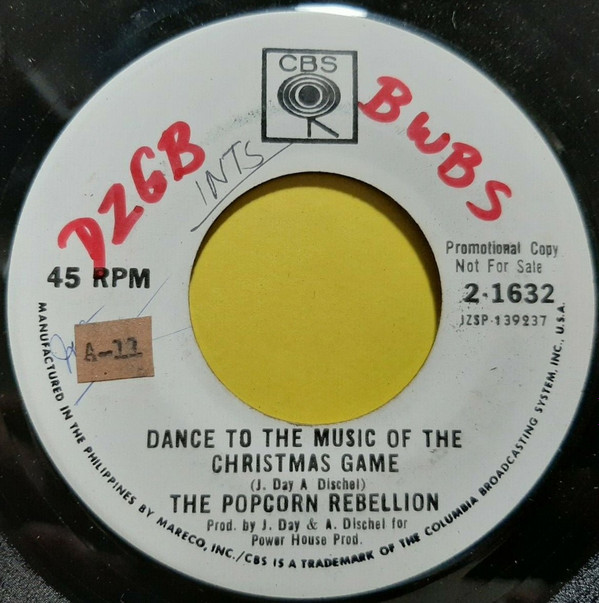 CBS
DZGB
BWBS
INTS
45 RPM
Promotional Copy
Not For Sale
2-1632
JZSP-139237
A-11
DANCE TO THE MUSIC OF THE
CHRISTMAS GAME
(J. Day A Dischel)
THE POPCORN REBELLION
Prod. by J. Day & A. Dischel for
Power House Prod.
MANUFACTURED IN THE PHILIPPINES BY MARECO, INC./CBS IS A TRADEMARK OF THE COLUMBIA BROADCASTING SYSTEM, INC., U.S.A.